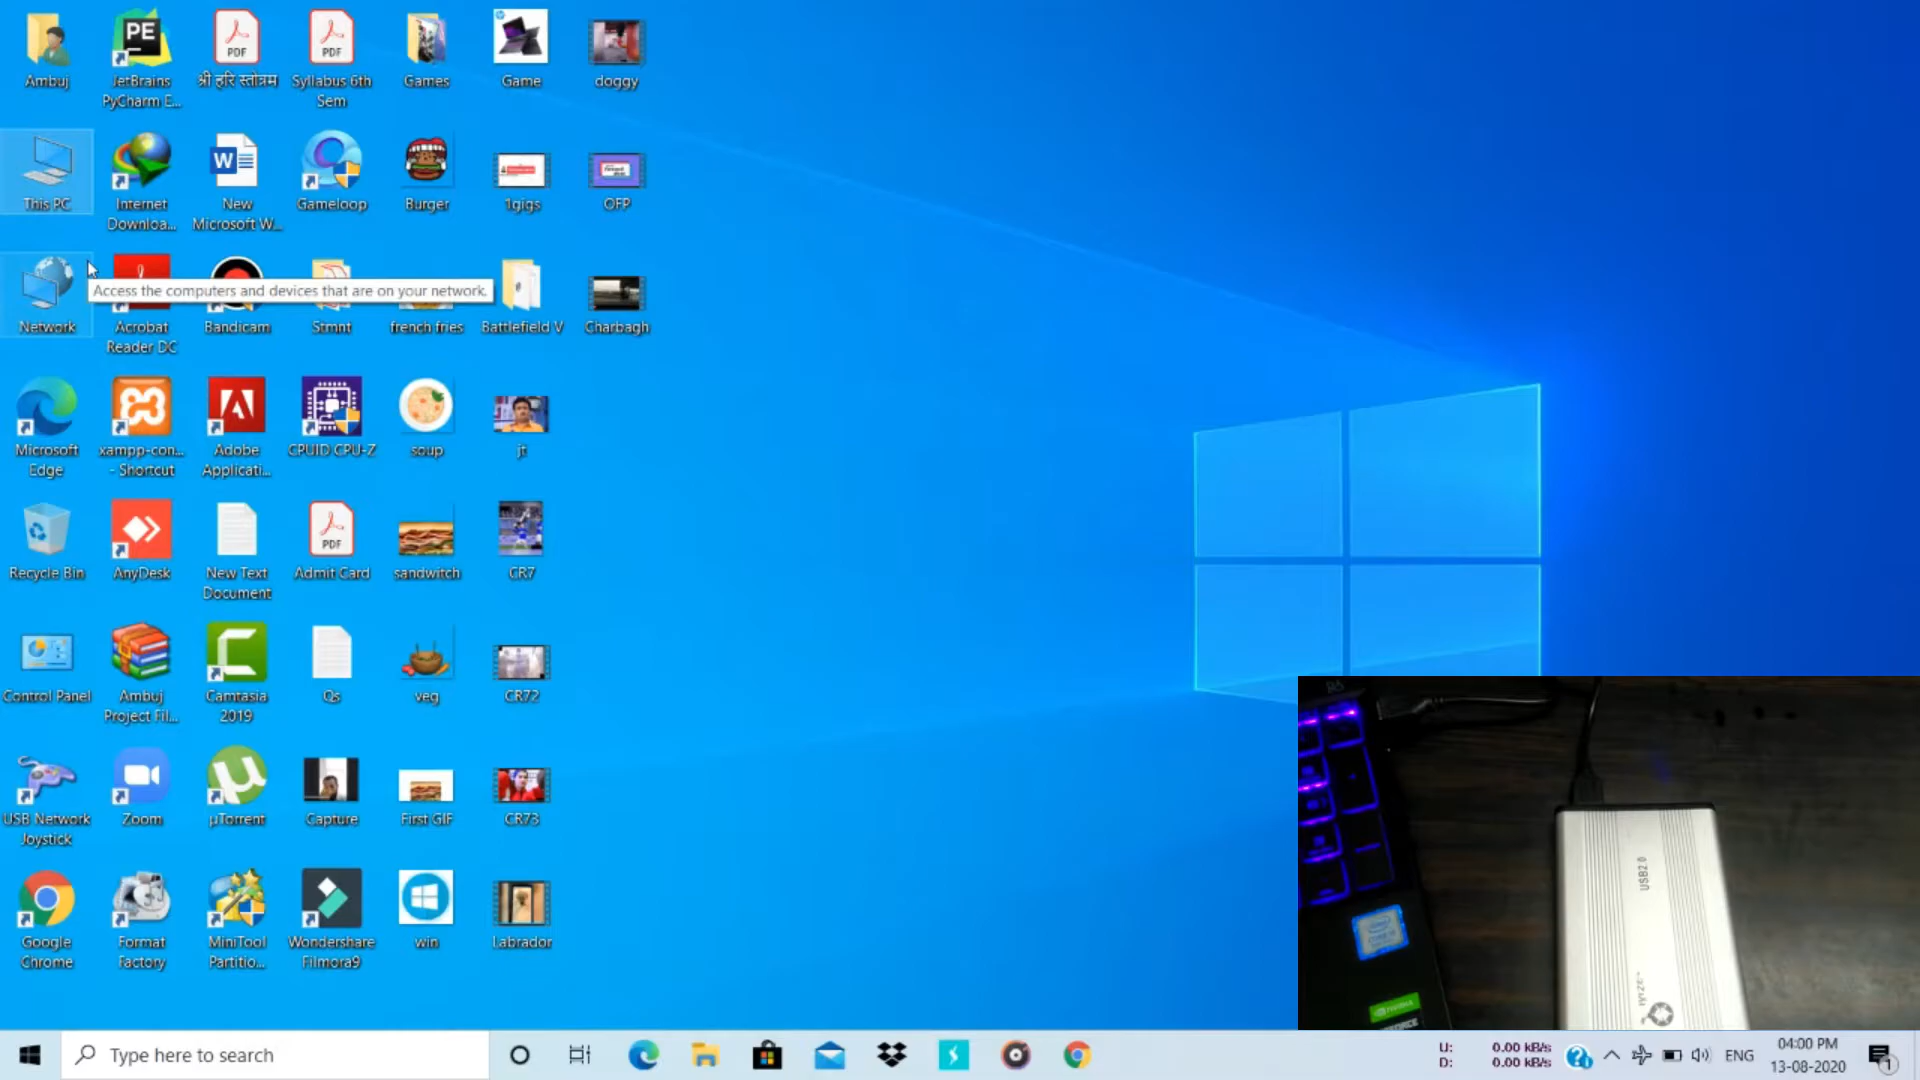 Ambuj
JetBrains
PyCharm E...
श्री हरि स्तोत्रम
Syllabus 6th
Sem
Games
Game
doggy
This PC
Internet
Downloa...
New
Microsoft W...
Gameloop
Burger
1gigs
OFP
Access the computers and devices that are on your network.
Network
Acrobat
Reader DC
Bandicam
Stmnt
french fries
Battlefield V
Charbagh
Microsoft
Edge
xampp-con...
- Shortcut
Adobe
Applicati...
CPUID CPU-Z
soup
jt
Recycle Bin
AnyDesk
New Text
Document
Admit Card
sandwitch
CR7
Control Panel
Ambuj
Project Fil...
Camtasia
2019
Qs
veg
CR72
USB Network
Joystick
Zoom
µTorrent
Capture
First GIF
CR73
Google
Chrome
Format
Factory
MiniTool
Partitio...
Wondershare
Filmora9
win
Labrador
PE
PDF
PDF
W
PDF
USB2.0
NVIDIA
Type here to search
U: 0.00 kB/s
D: 0.00 kB/s
ENG
04:00 PM
13-08-2020
1